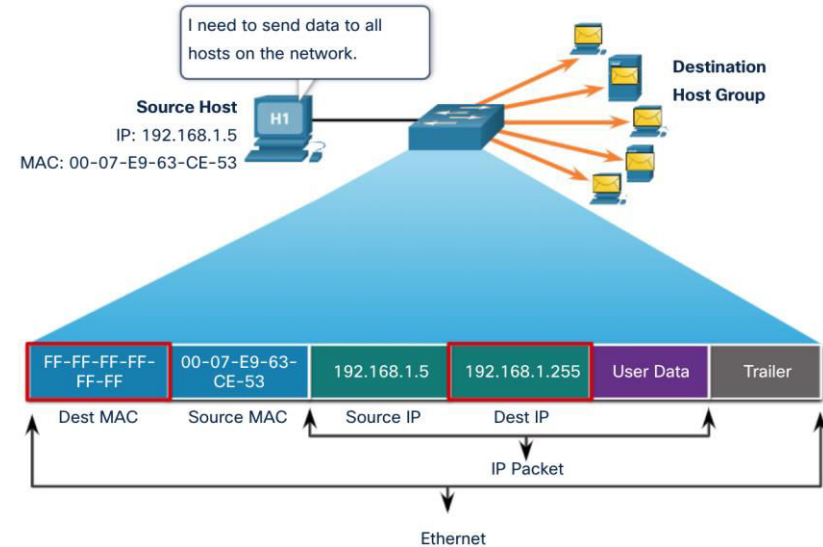 I need to send data to all
hosts on the network.
Destination
Host Group
Source Host
H1
IP: 192.168.1.5
MAC: 00-07-E9-63-CE-53
FF-FF-FF-FF-
FF-FF
00-07-E9-63-
CE-53
192.168.1.5
192.168.1.255
User Data
Trailer
Dest MAC
Source MAC
Source IP
Dest IP
IP Packet
Ethernet